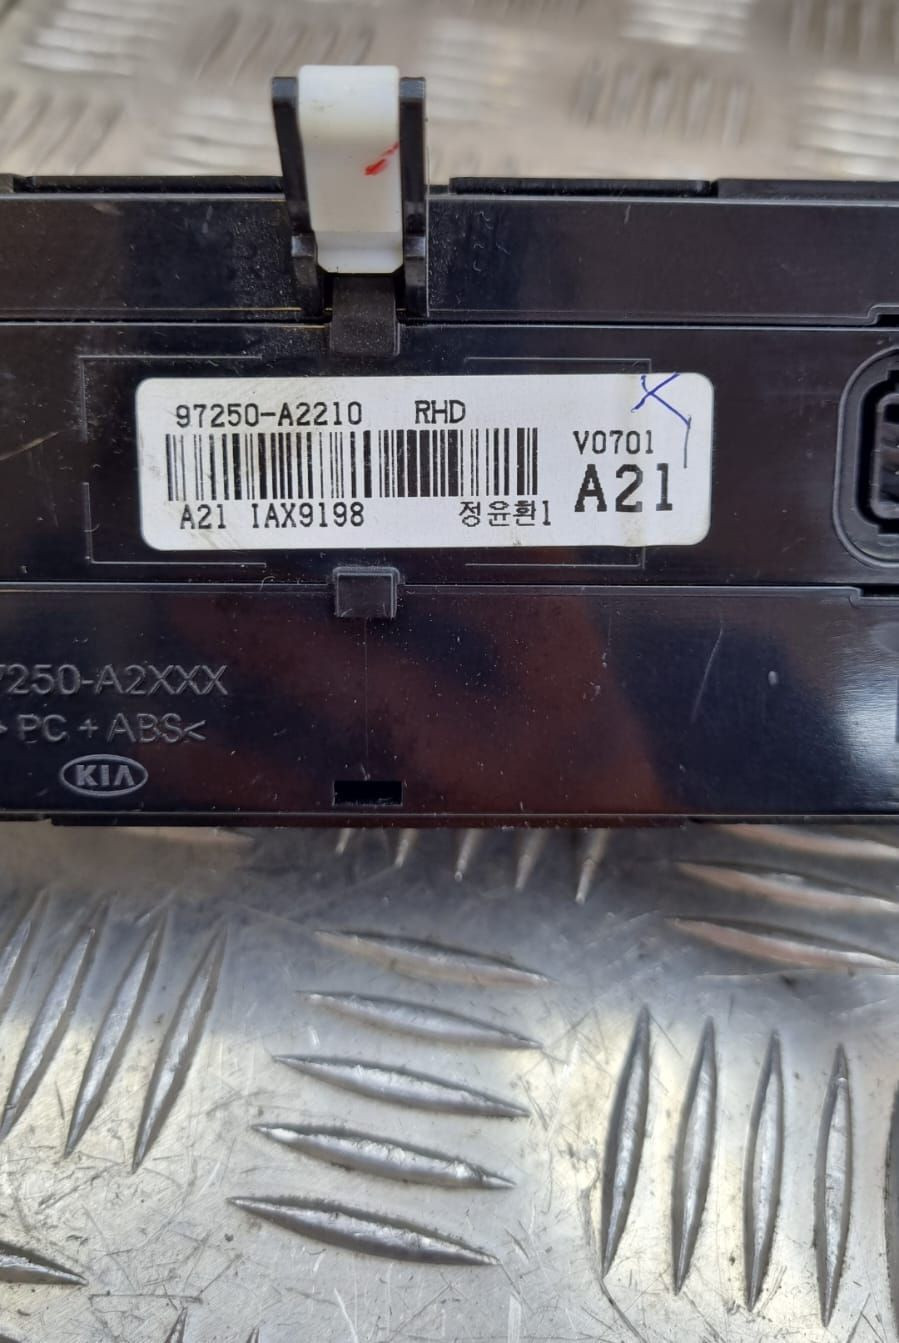 97250-A2210 RHD
V0701
A21
A21 IAX9198 정윤환1
7250-A2XXX
>PC + ABS<
KIA